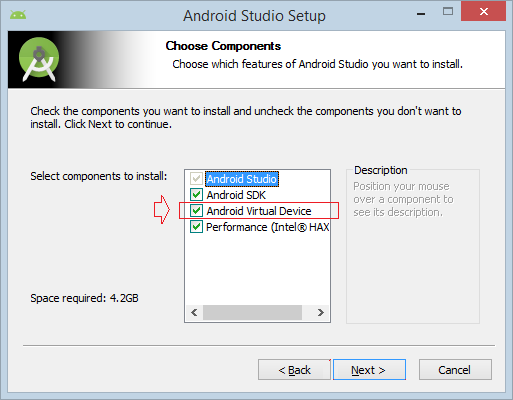 Android Studio Setup
Choose Components
Choose which features of Android Studio you want to install.
Check the components you want to install and uncheck the components you don't want to
install. Click Next to continue.
Select components to install:
Android Studio
Android SDK
Android Virtual Device
Performance (Intel® HAX
Description
Position your mouse
over a component to
see its description.
Space required: 4.2GB
< Back
Next >
Cancel